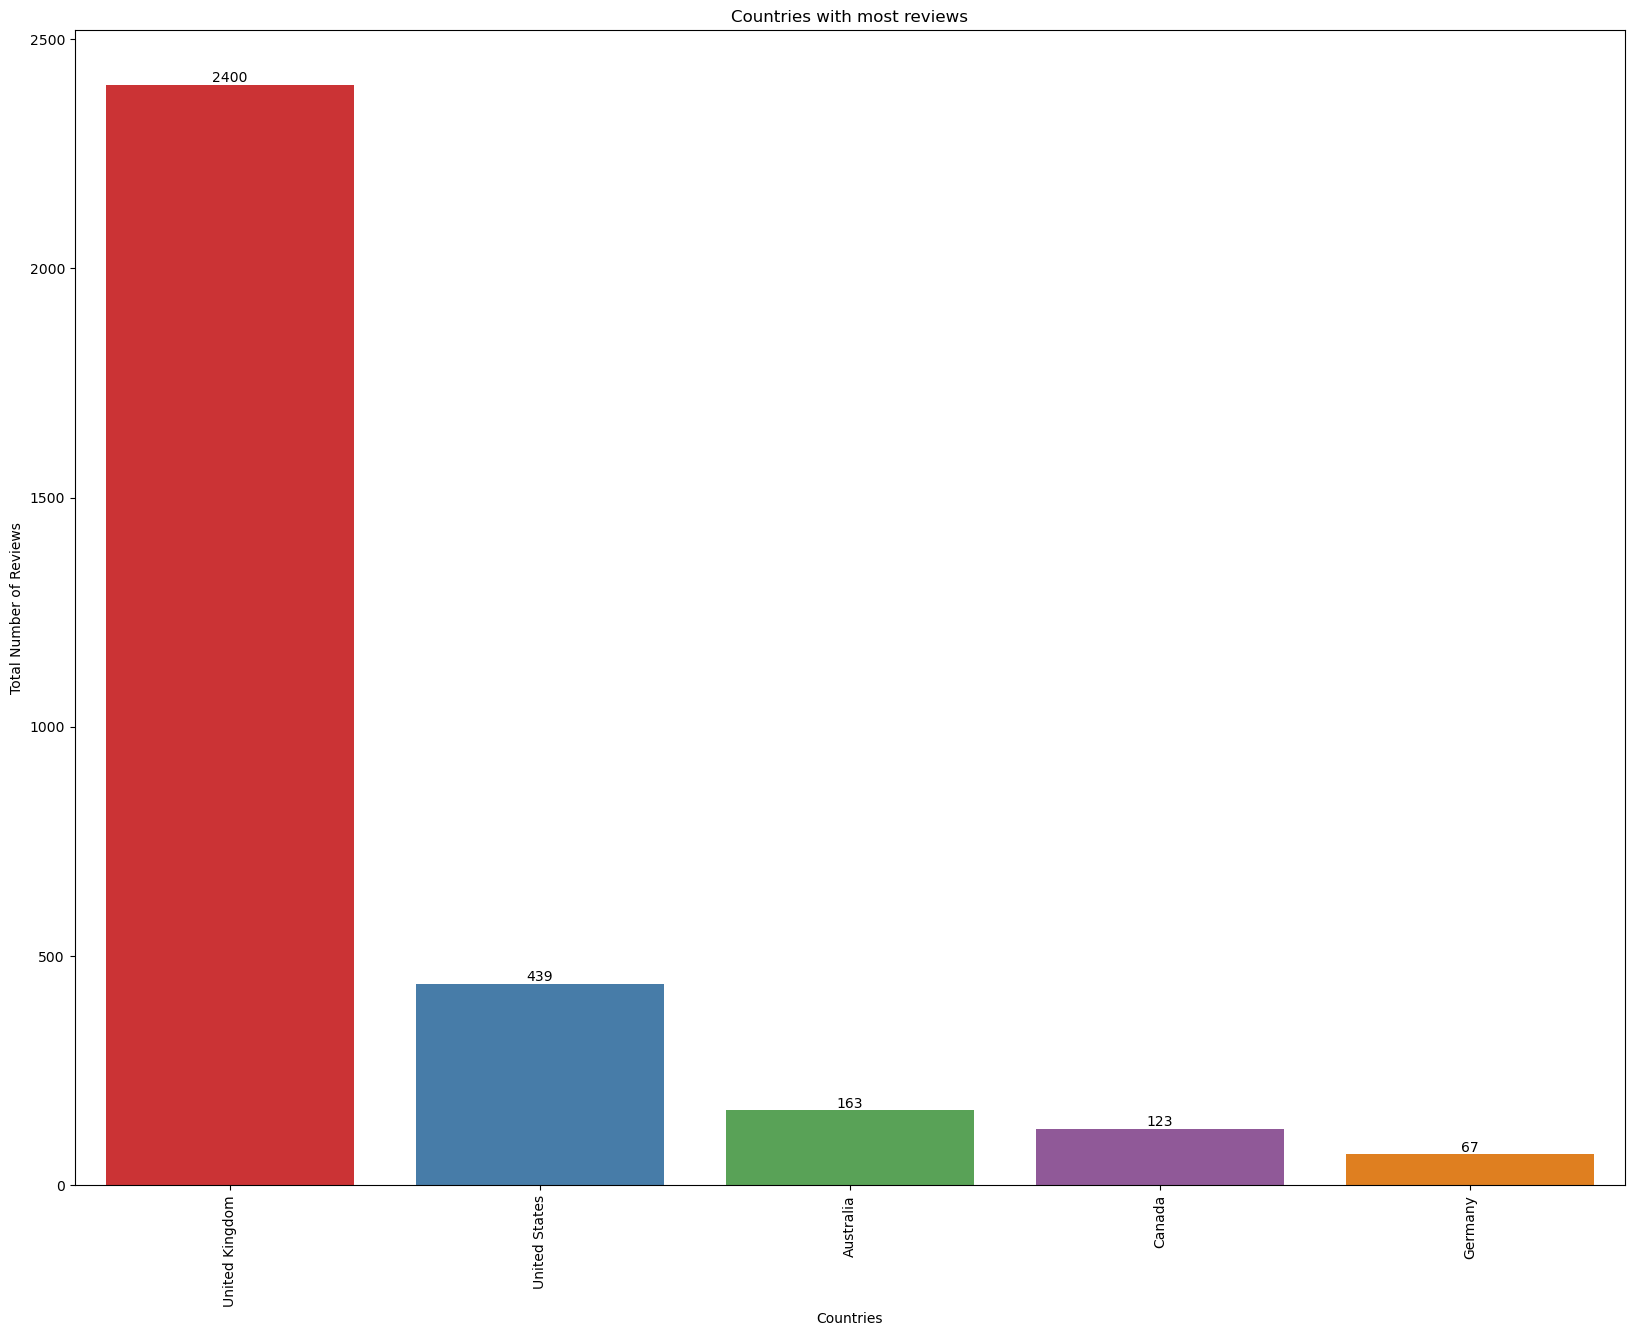 Countries with most reviews
2500
2000
1500
1000
500
0
Total Number of Reviews
2400
439
163
123
67
United Kingdom
United States
Australia
Canada
Germany
Countries